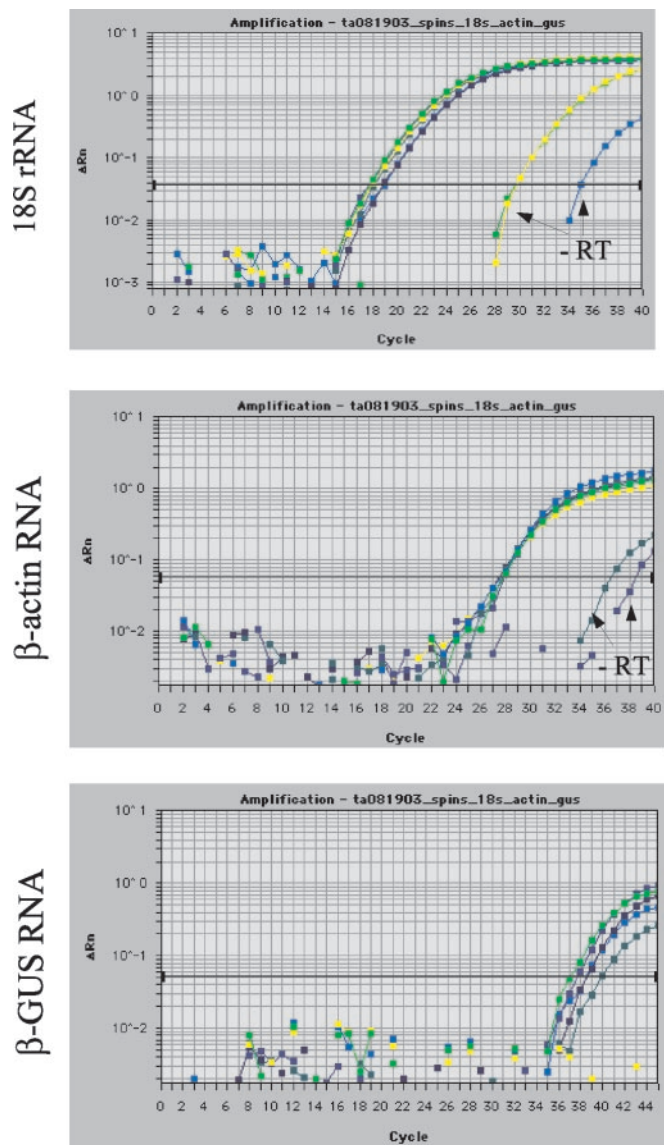 18S rRNA
Amplification - ta081903_spins_18s_actin_gus
ΔRn
10^1
10^0
10^-1
10^-2
10^-3
- RT
0 2 4 6 8 10 12 14 16 18 20 22 24 26 28 30 32 34 36 38 40
Cycle
β-actin RNA
Amplification - ta081903_spins_18s_actin_gus
ΔRn
10^1
10^0
10^-1
10^-2
- RT
0 2 4 6 8 10 12 14 16 18 20 22 24 26 28 30 32 34 36 38 40
Cycle
β-GUS RNA
Amplification - ta081903_spins_18s_actin_gus
ΔRn
10^1
10^0
10^-1
10^-2
0 2 4 6 8 10 12 14 16 18 20 22 24 26 28 30 32 34 36 38 40 42 44
Cycle